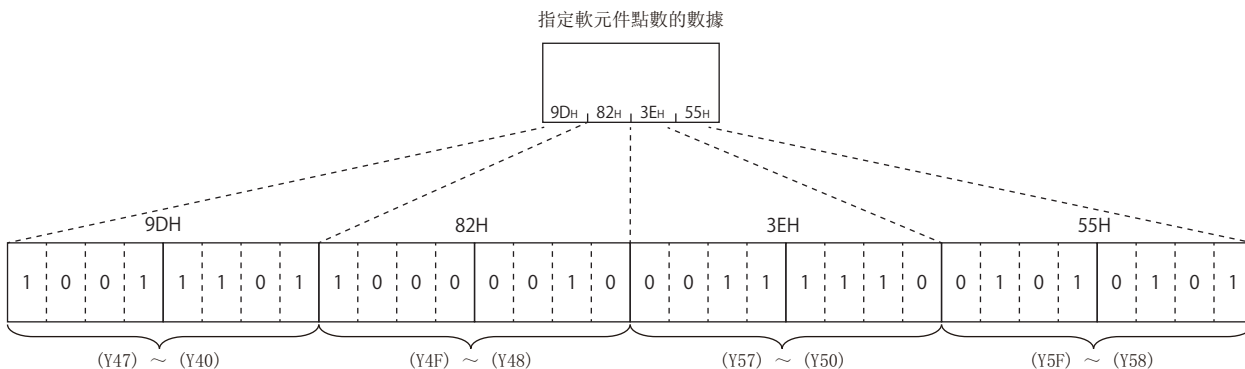 指定軟元件點數的數據
9DH 82H 3EH 55H
9DH 82H 3EH 55H
1 0 0 1 1 1 0 1 1 0 0 0 0 0 1 0 0 0 1 1 1 1 1 0 0 1 0 1 0 1 0 1
(Y47) ～ (Y40) (Y4F) ～ (Y48) (Y57) ～ (Y50) (Y5F) ～ (Y58)